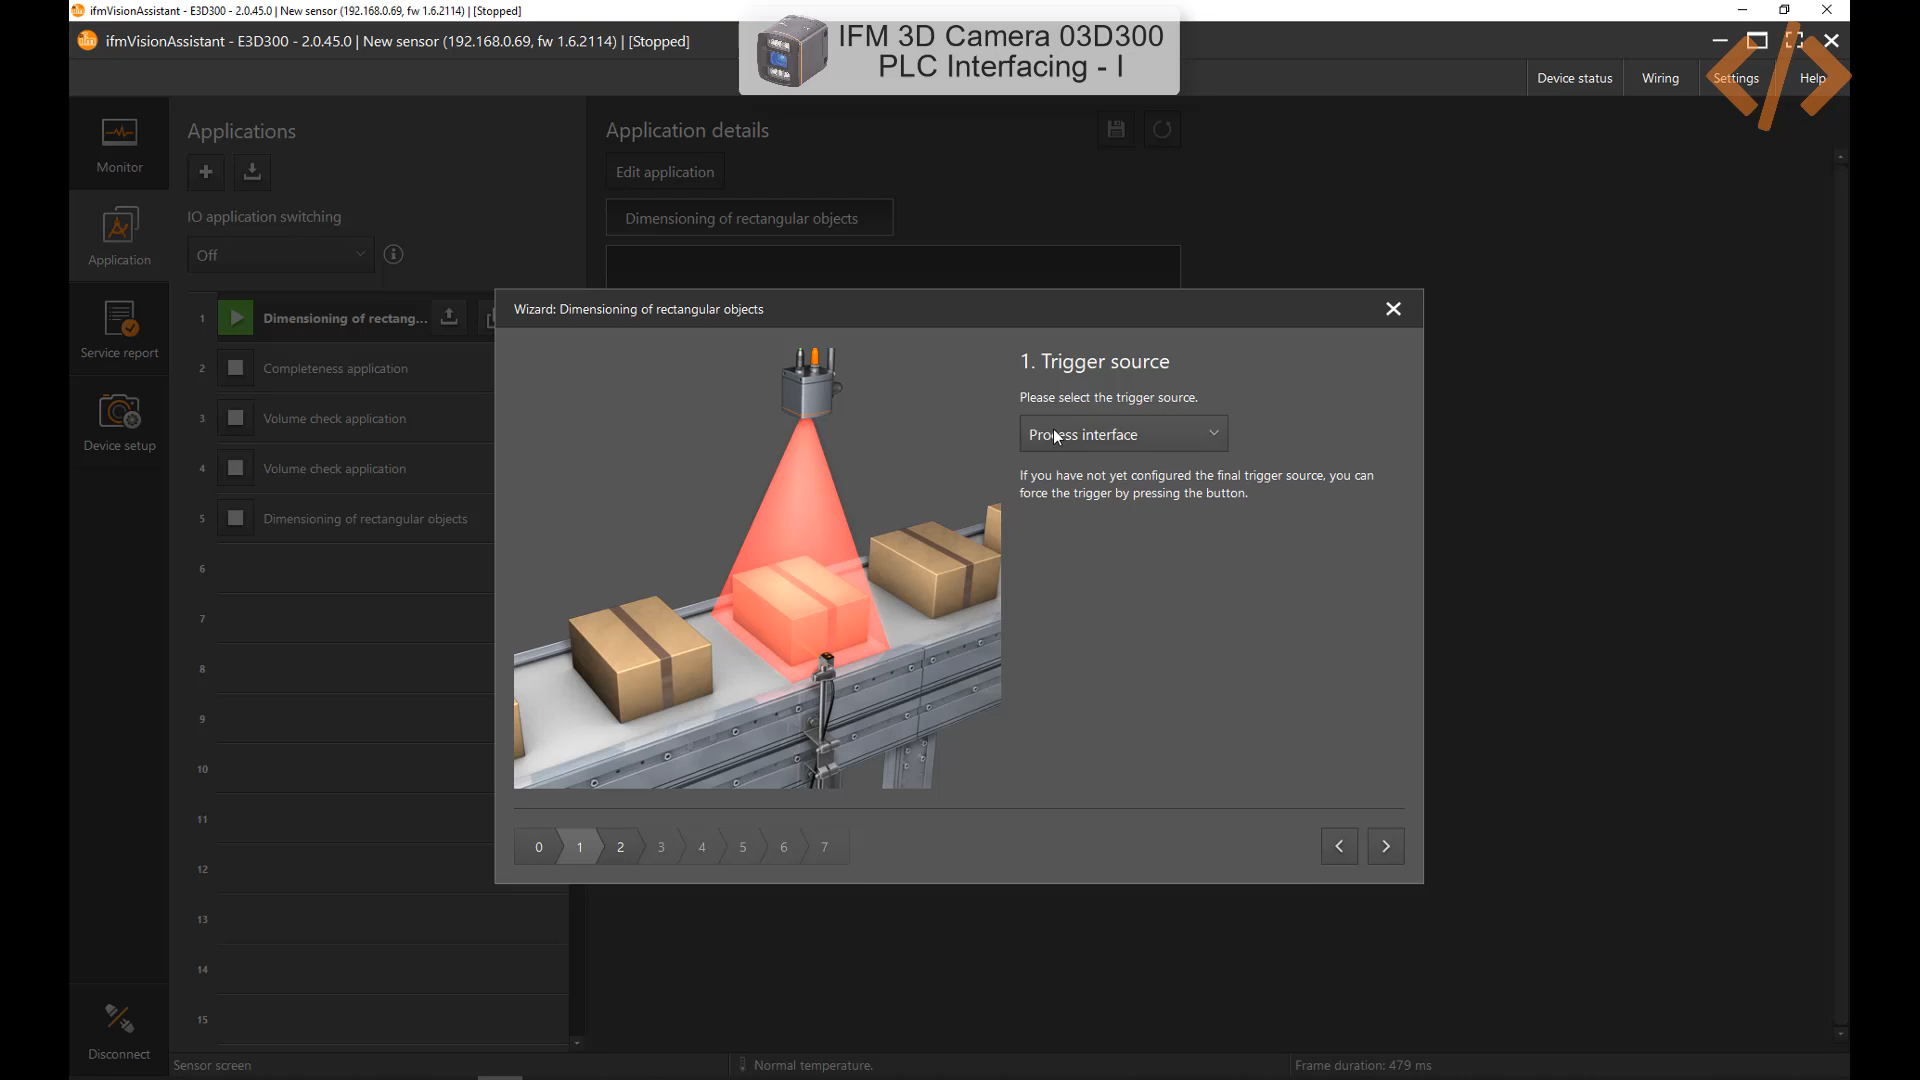 ifmVisionAssistant - E3D300 - 2.0.45.0 | New sensor (192.168.0.69, fw 1.6.2114) | [Stopped]
ifm
ifmVisionAssistant - E3D300 - 2.0.45.0 | New sensor (192.168.0.69, fw 1.6.2114) | [Stopped]
IFM 3D Camera 03D300
PLC Interfacing - I
Device status
Wiring
Settings
Help
Monitor
Application
Service report
Device setup
Disconnect
Applications
IO application switching
Off
1 Dimensioning of rectang...
2 Completeness application
3 Volume check application
4 Volume check application
5 Dimensioning of rectangular objects
6
7
8
9
10
11
12
13
14
15
Application details
Edit application
Dimensioning of rectangular objects
Wizard: Dimensioning of rectangular objects
1. Trigger source
Please select the trigger source.
Process interface
If you have not yet configured the final trigger source, you can
force the trigger by pressing the button.
0 1 2 3 4 5 6 7
Sensor screen
Normal temperature.
Frame duration: 479 ms